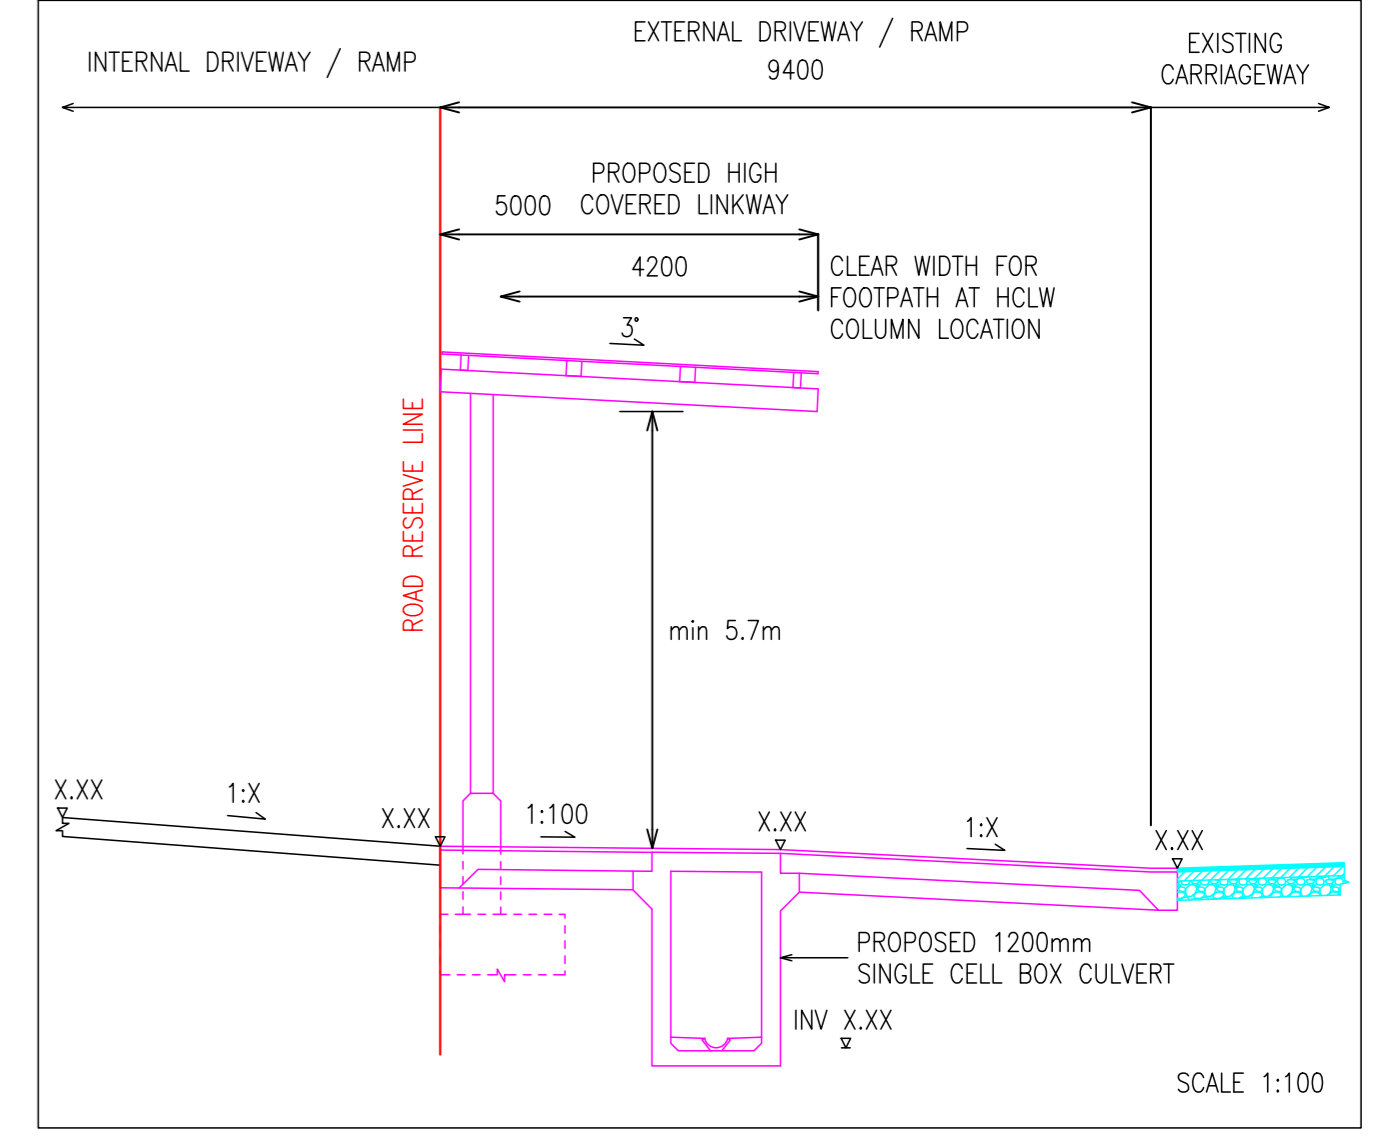 INTERNAL DRIVEWAY / RAMP
EXTERNAL DRIVEWAY / RAMP
9400
EXISTING
CARRIAGEWAY
PROPOSED HIGH
COVERED LINKWAY
5000
4200
CLEAR WIDTH FOR
FOOTPATH AT HCLW
COLUMN LOCATION
3°
ROAD RESERVE LINE
min 5.7m
X.XX
1:X
X.XX
1:100
X.XX
1:X
X.XX
PROPOSED 1200mm
SINGLE CELL BOX CULVERT
INV X.XX
SCALE 1:100